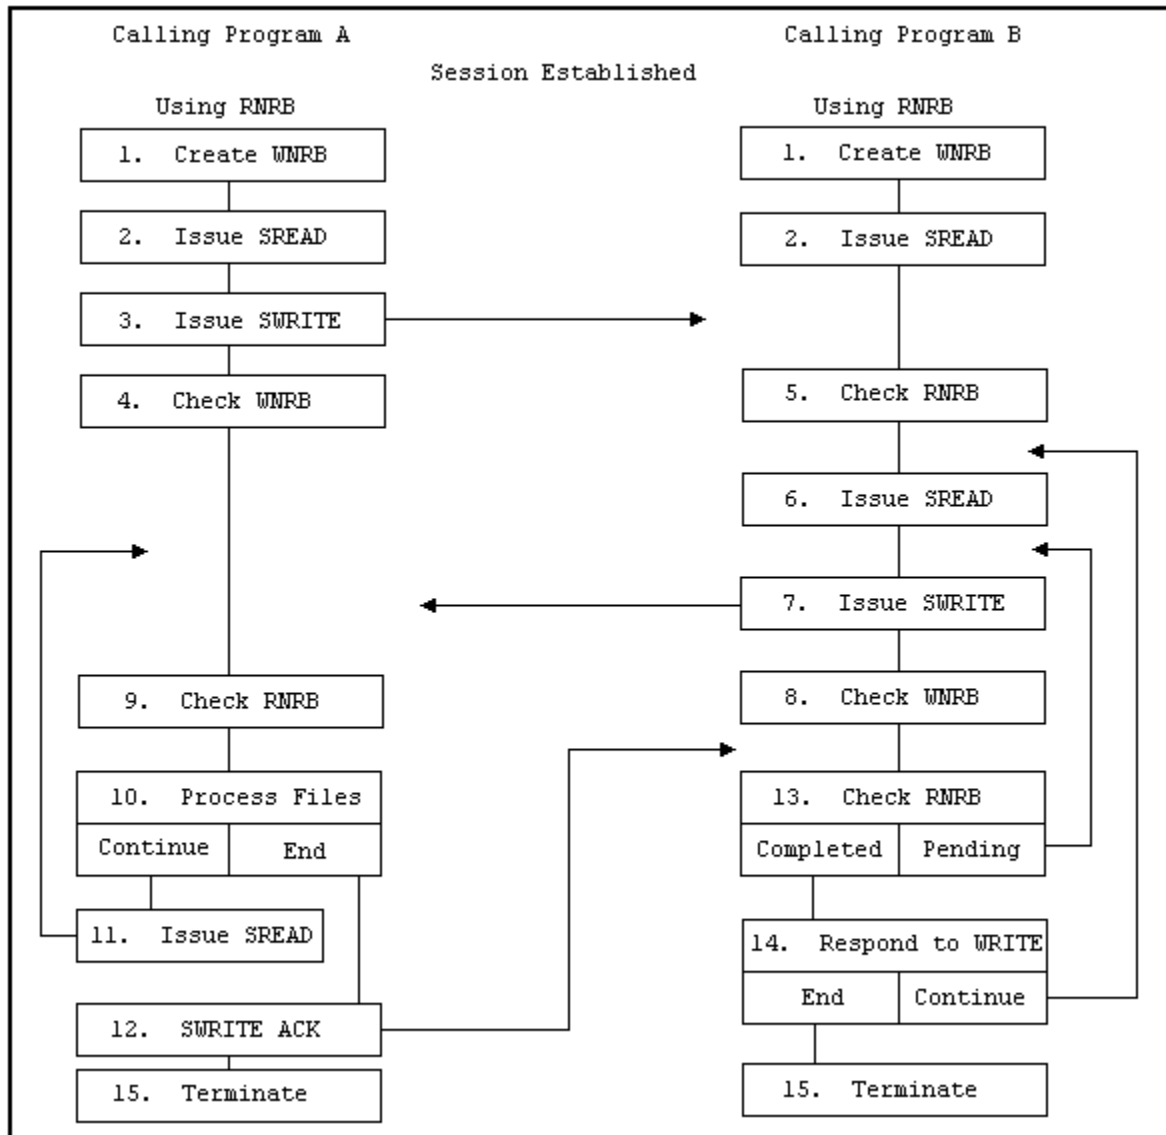 Calling Program A
Calling Program B
Session Established
Using RNRB
Using RNRB
1. Create WNRB
1. Create WNRB
2. Issue SREAD
2. Issue SREAD
3. Issue SWRITE
4. Check WNRB
5. Check RNRB
6. Issue SREAD
7. Issue SWRITE
8. Check WNRB
9. Check RNRB
10. Process Files
Continue
End
11. Issue SREAD
12. SWRITE ACK
13. Check RNRB
Completed
Pending
14. Respond to WRITE
End
Continue
15. Terminate
15. Terminate